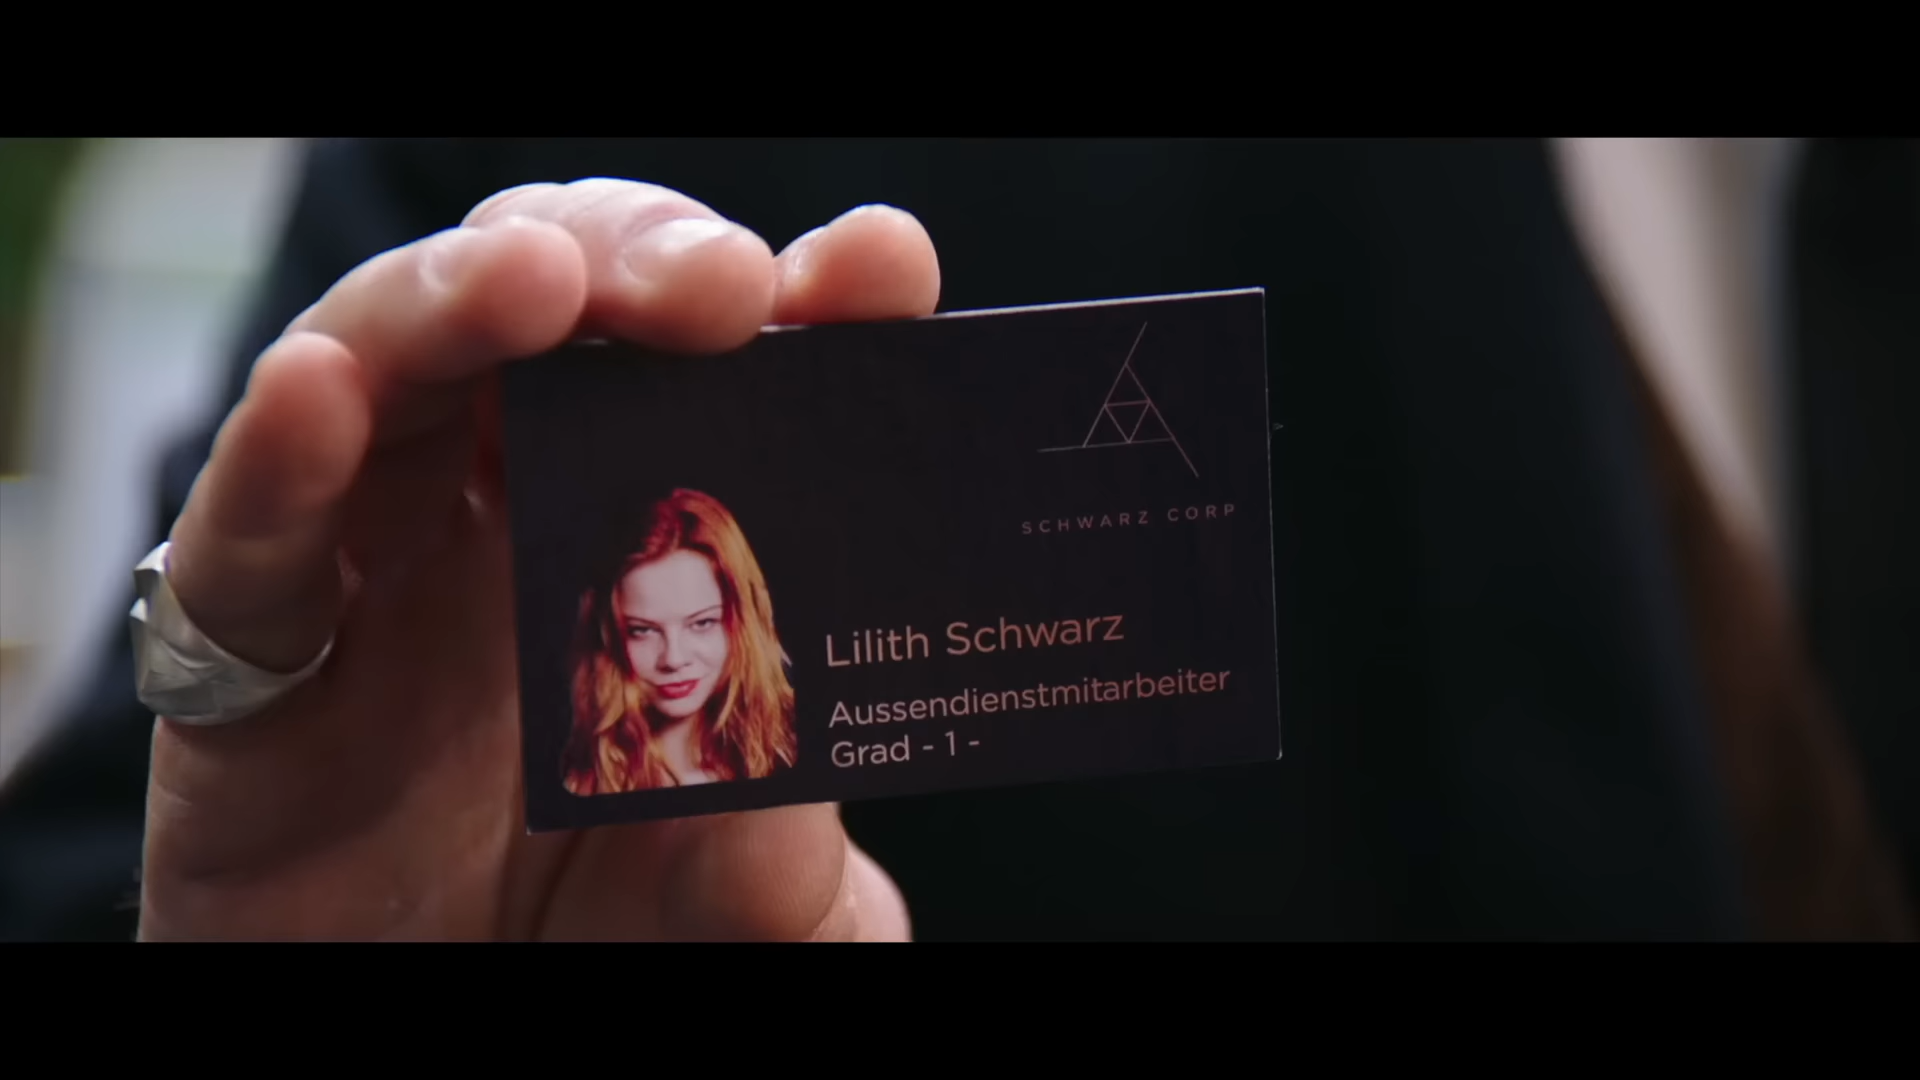 SCHWARZ CORP
Lilith Schwarz
Aussendienstmitarbeiter
Grad - 1 -